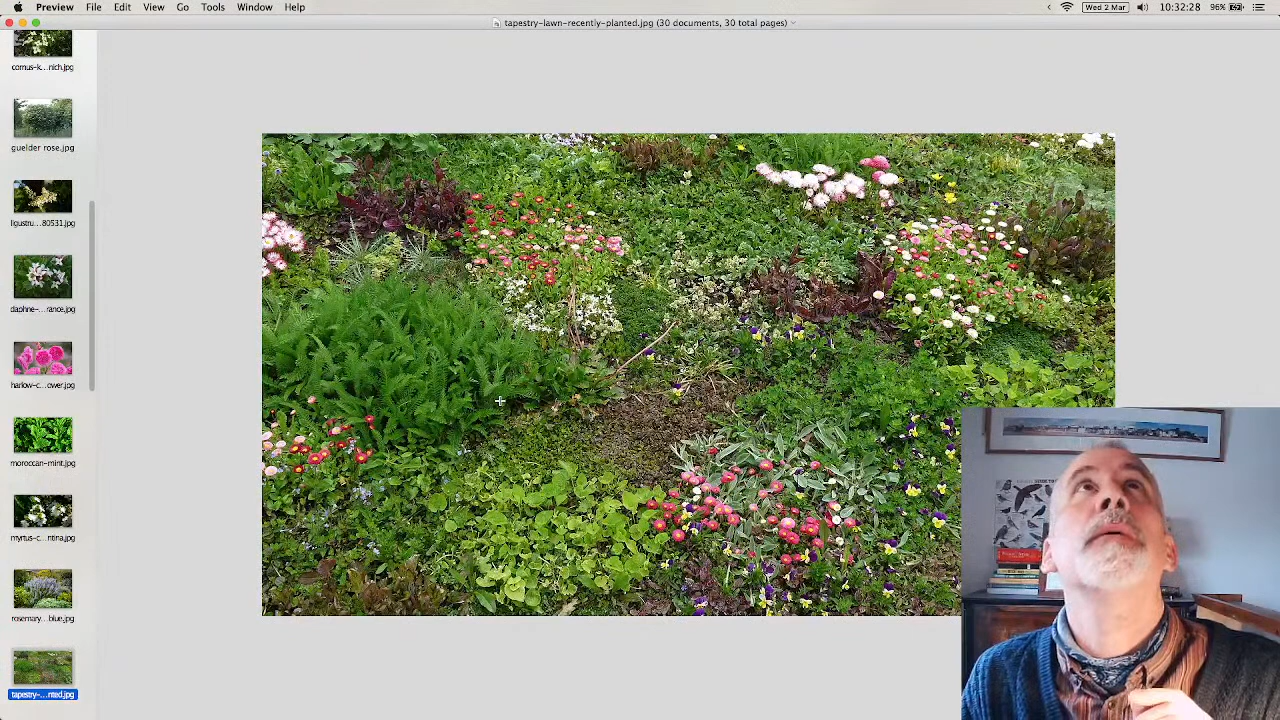 Preview File Edit View Go Tools Window Help
Wed 2 Mar 10:32:28 96%
tapestry-lawn-recently-planted.jpg (30 documents, 30 total pages)
cornus-k...nich.jpg
guelder rose.jpg
ligustru...80531.jpg
daphne-...rance.jpg
harlow-c...ower.jpg
moroccan-mint.jpg
myrtus-c...ntina.jpg
rosemary...blue.jpg
tapestry-...nted.jpg